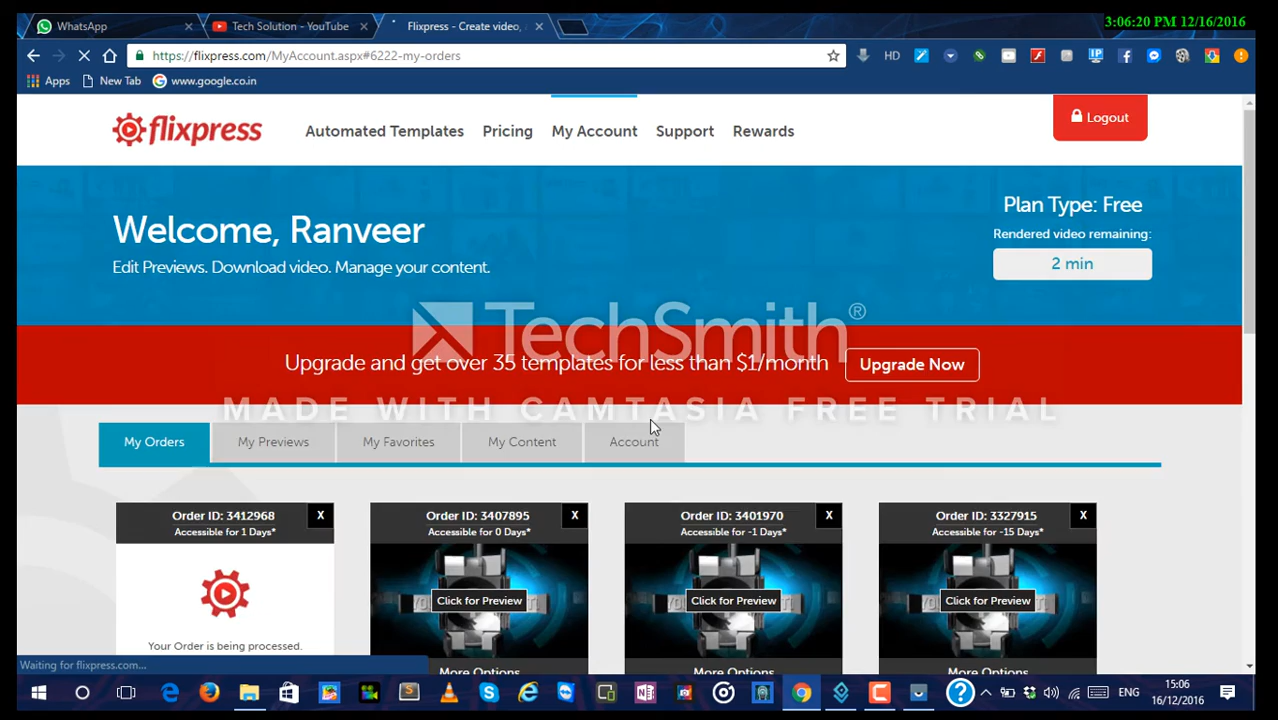 WhatsApp
Tech Solution - YouTube
Flixpress - Create video,
3:06:20 PM 12/16/2016
https://flixpress.com/MyAccount.aspx#6222-my-orders
HD
Apps
New Tab
www.google.co.in
flixpress
Automated Templates
Pricing
My Account
Support
Rewards
Logout
Welcome, Ranveer
Edit Previews. Download video. Manage your content.
Plan Type: Free
Rendered video remaining:
2 min
TechSmith®
Upgrade and get over 35 templates for less than $1/month
Upgrade Now
MADE WITH CAMTASIA FREE TRIAL
My Orders
My Previews
My Favorites
My Content
Account
Order ID: 3412968
X
Accessible for 1 Days*
Your Order is being processed.
Order ID: 3407895
X
Accessible for 0 Days*
Click for Preview
More Options
Order ID: 3401970
X
Accessible for -1 Days*
Click for Preview
More Options
Order ID: 3327915
X
Accessible for -15 Days*
Click for Preview
More Options
Waiting for flixpress.com...
ENG
15:06
16/12/2016